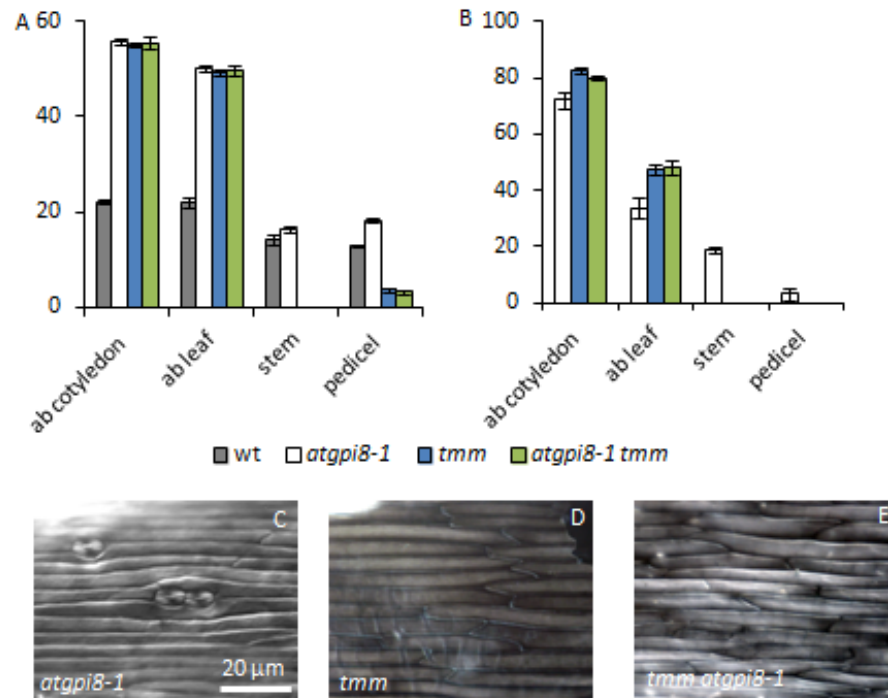 A
60
40
20
0
ab cotyledon
ab leaf
stem
pedicel
B
100
80
60
40
20
0
ab cotyledon
ab leaf
stem
pedicel
wt atgpi8-1 tmm atgpi8-1 tmm
C
atgpi8-1
20 µm
D
tmm
E
tmm atgpi8-1